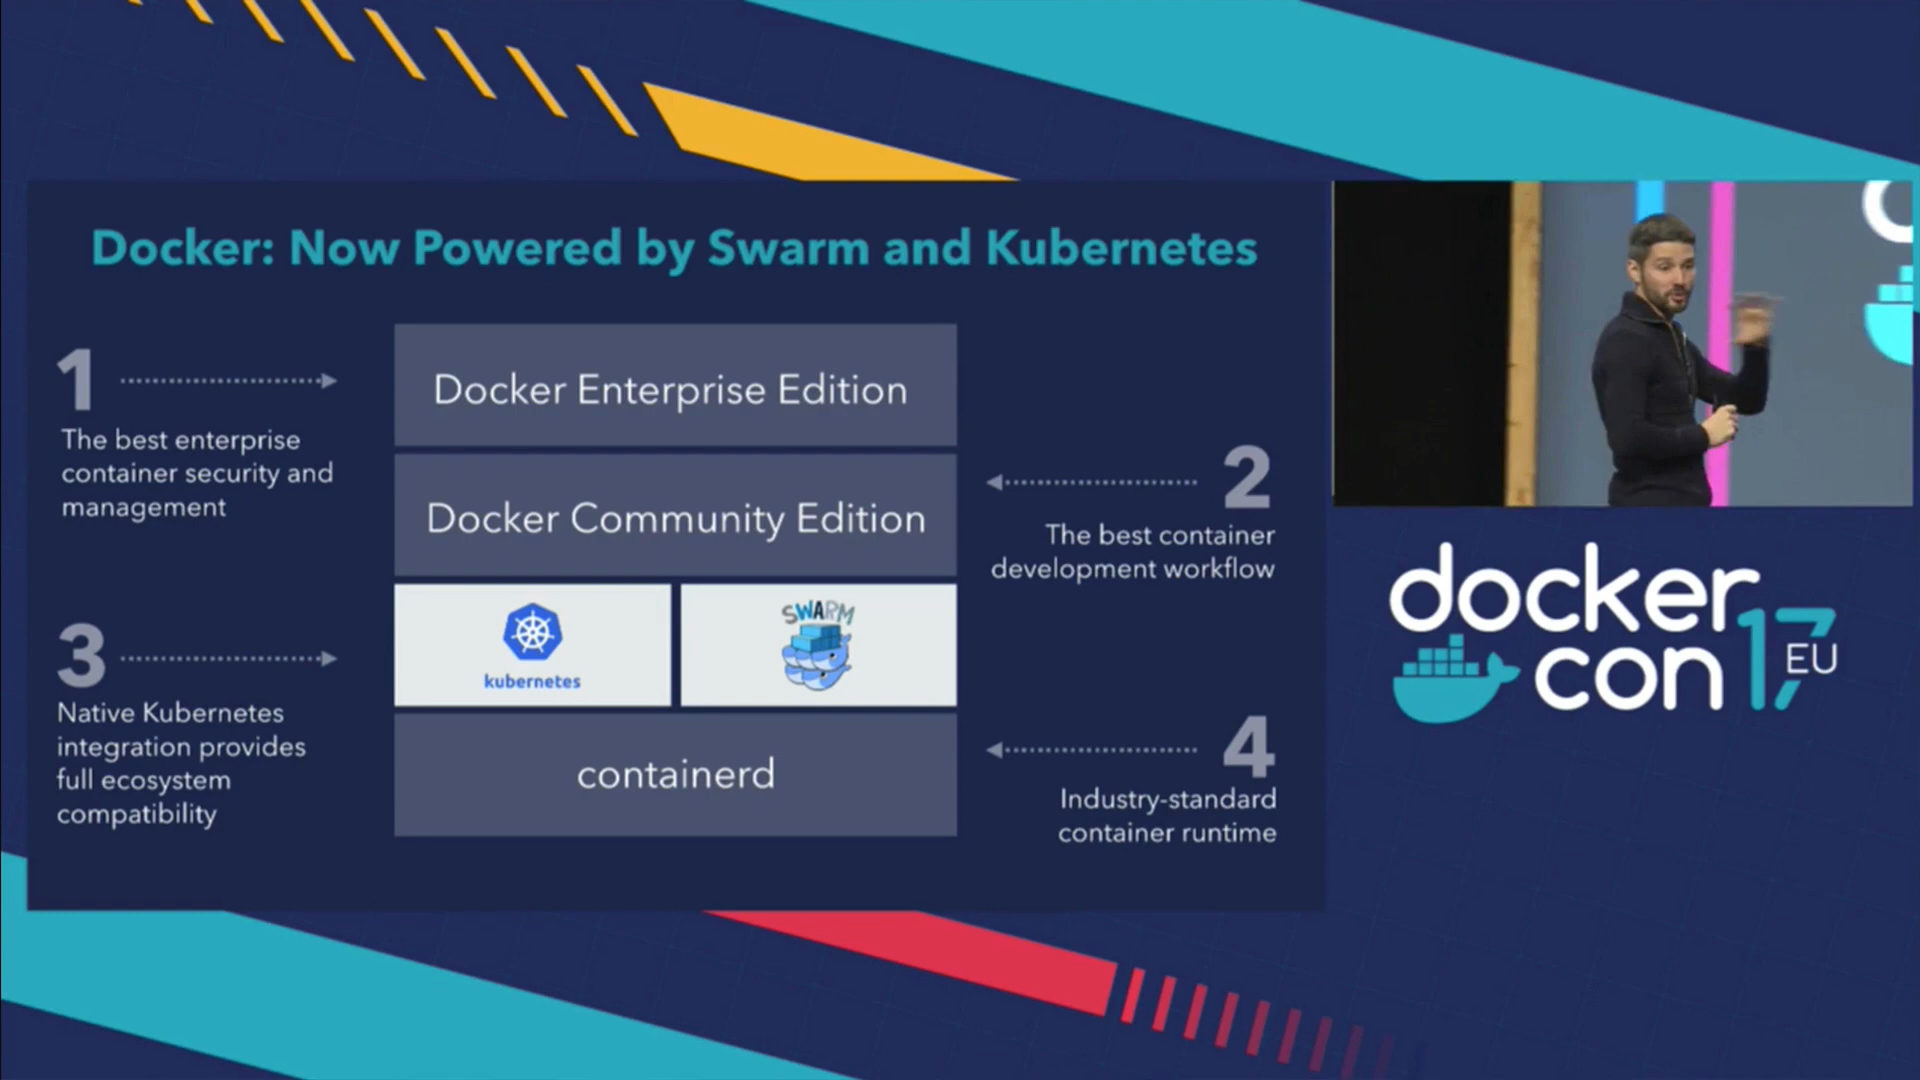 Docker: Now Powered by Swarm and Kubernetes
1
The best enterprise
container security and
management
Docker Enterprise Edition
Docker Community Edition
2
The best container
development workflow
3
Native Kubernetes
integration provides
full ecosystem
compatibility
kubernetes
SWARM
containerd
4
Industry-standard
container runtime
docker
con 17 EU